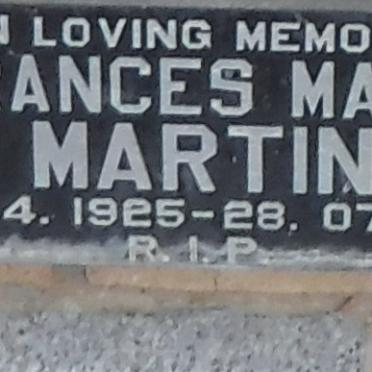 N LOVING MEMO
RANCES MA
MARTIN
4. 1925-28. 07
R.I.P